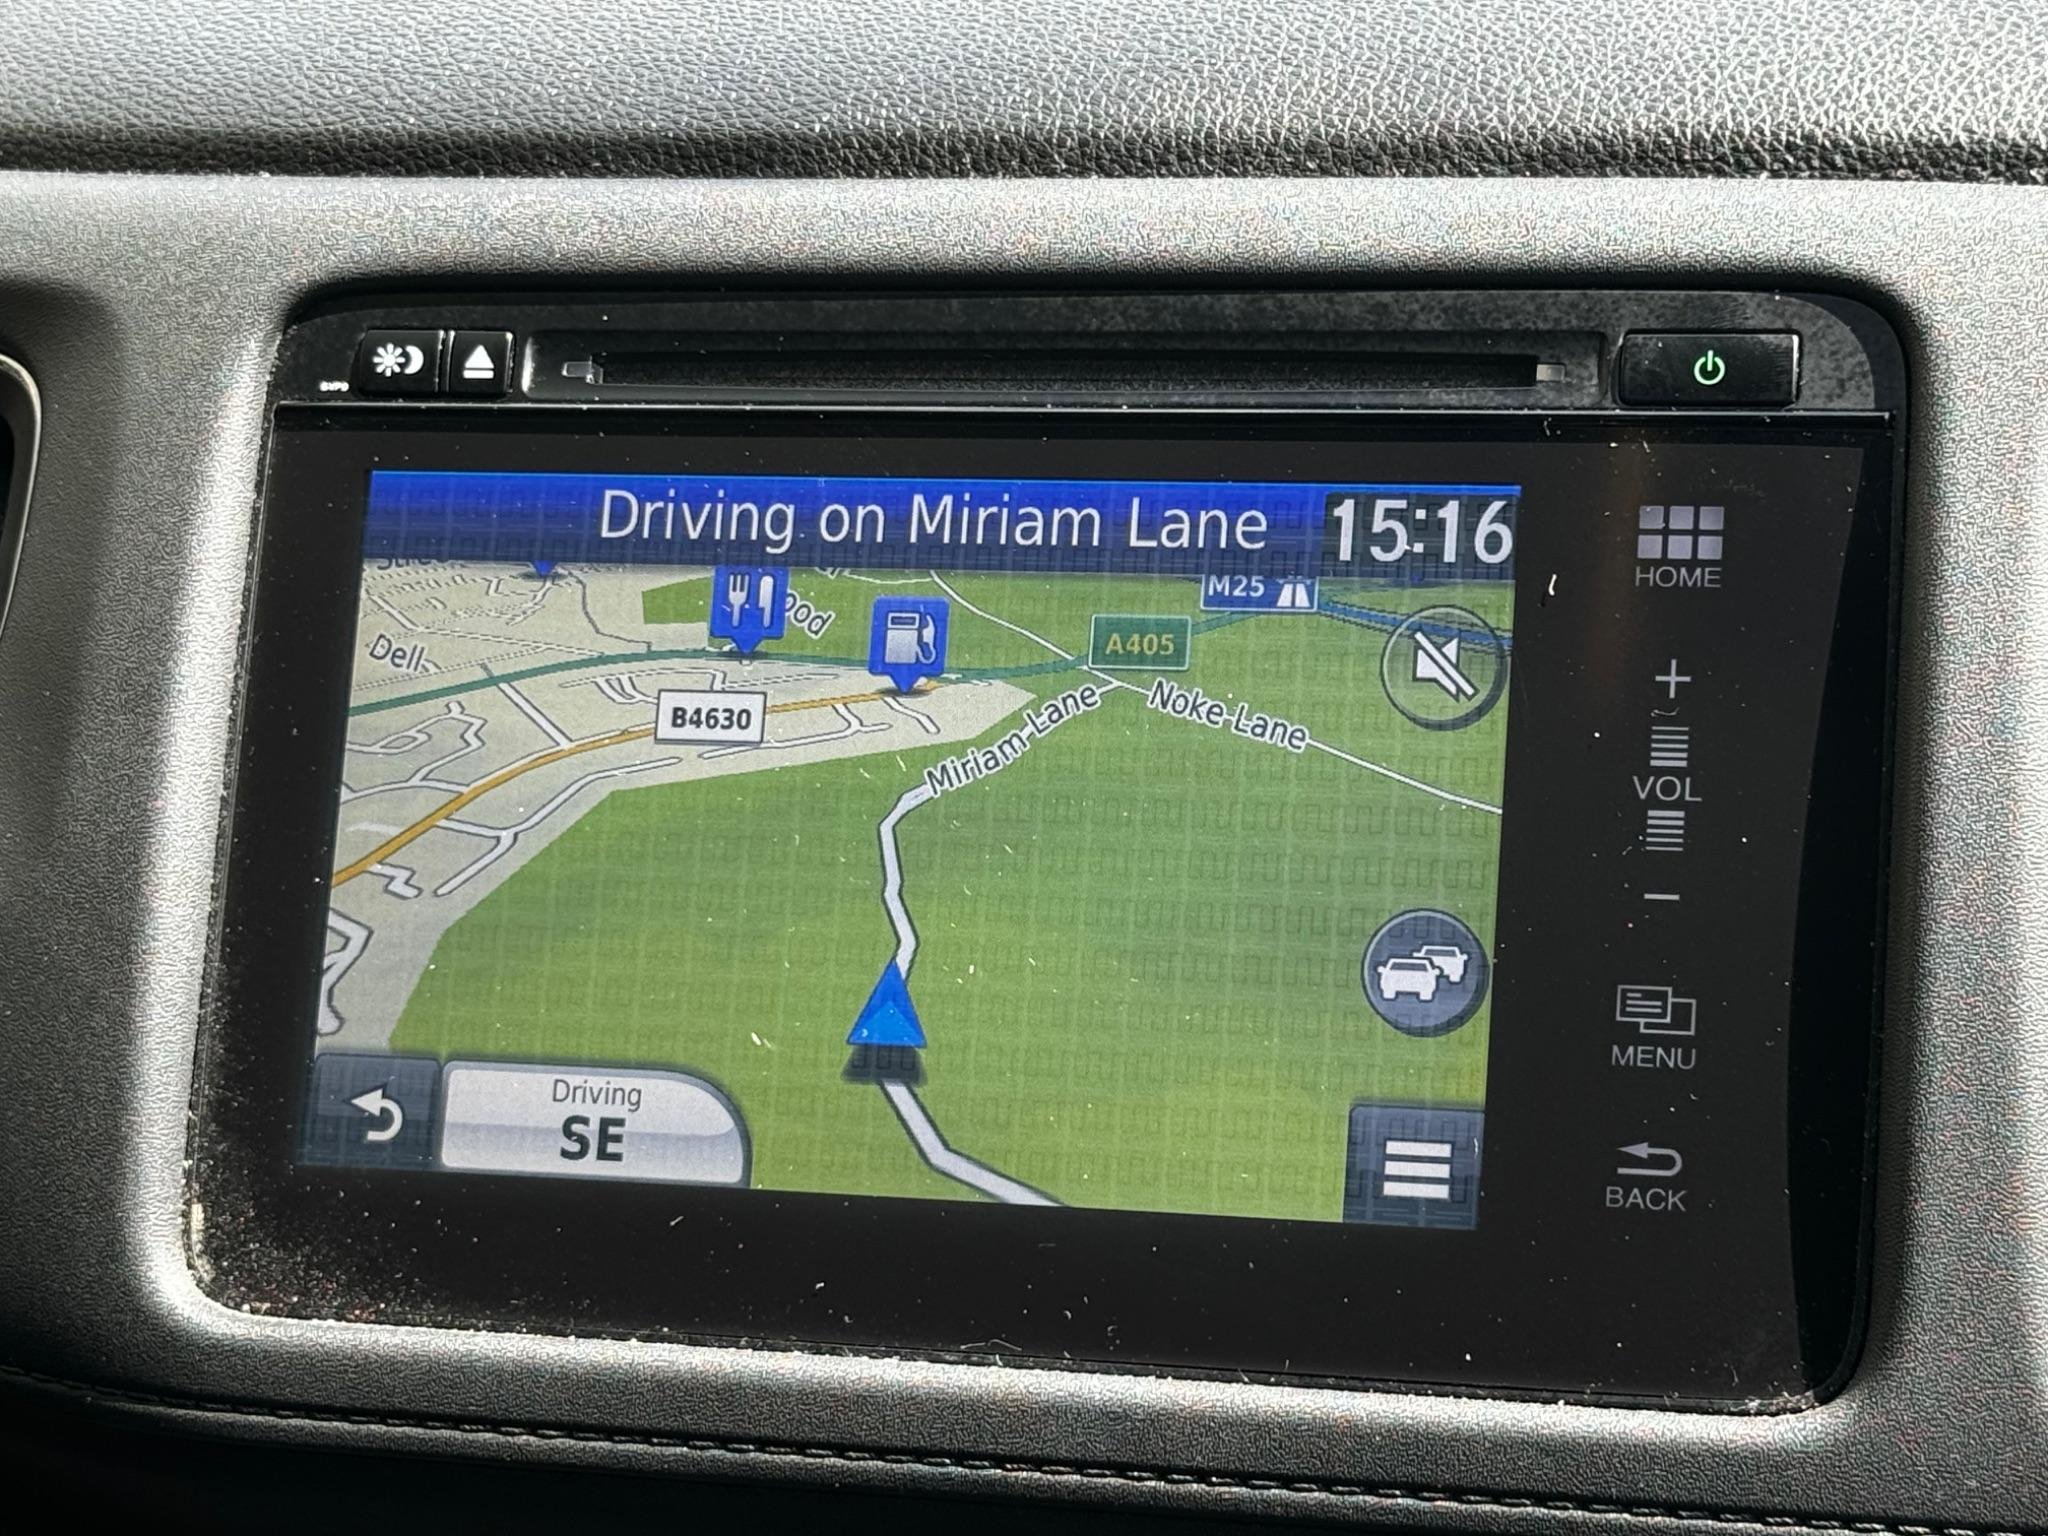 Driving on Miriam Lane
15:16
HOME
M25
A405
Dell
B4630
Miriam Lane
Noke Lane
+
VOL
−
MENU
Driving
SE
BACK